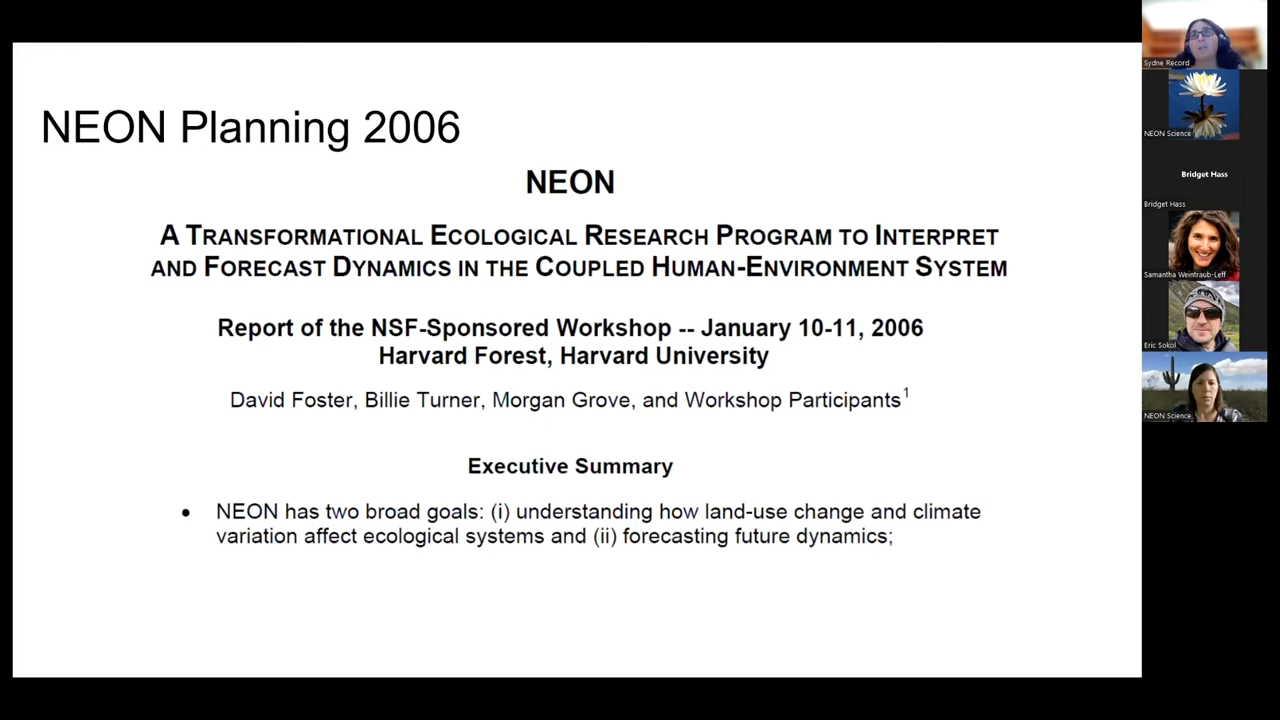 NEON Planning 2006
NEON
A TRANSFORMATIONAL ECOLOGICAL RESEARCH PROGRAM TO INTERPRET
AND FORECAST DYNAMICS IN THE COUPLED HUMAN-ENVIRONMENT SYSTEM
Report of the NSF-Sponsored Workshop -- January 10-11, 2006
Harvard Forest, Harvard University
David Foster, Billie Turner, Morgan Grove, and Workshop Participants1
Executive Summary
• NEON has two broad goals: (i) understanding how land-use change and climate
variation affect ecological systems and (ii) forecasting future dynamics;
Sydne Record
NEON Science
Bridget Hass
Bridget Hass
Samantha Weintraub-Leff
Eric Sokol
NEON Science